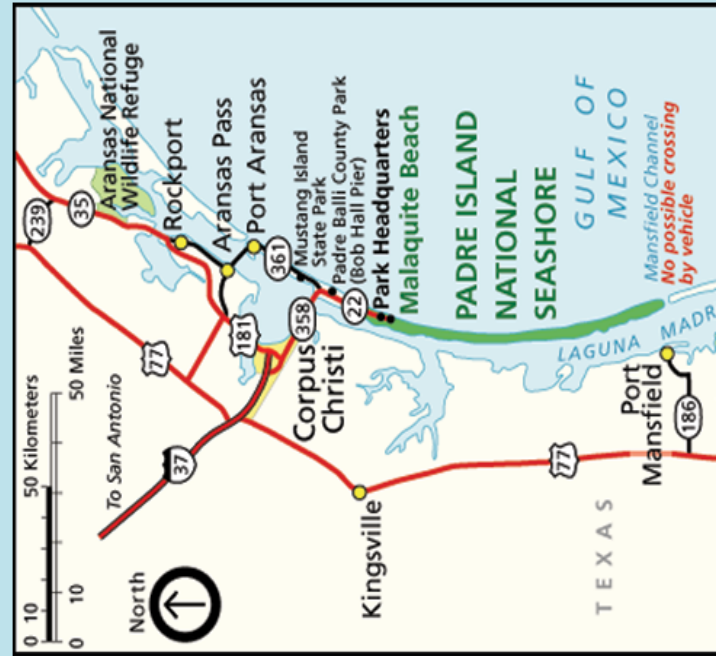 0 10 50 Kilometers
0 10 50 Miles
North
To San Antonio
37
77
239
35
Aransas National
Wildlife Refuge
Rockport
Aransas Pass
Port Aransas
181
361
Mustang Island
State Park
Padre Balli County Park
(Bob Hall Pier)
358
22
Park Headquarters
Malaquite Beach
Corpus
Christi
Kingsville
PADRE ISLAND
NATIONAL
SEASHORE
GULF OF
MEXICO
LAGUNA MADR
Mansfield Channel
No possible crossing
by vehicle
77
Port
Mansfield
186
TEXAS